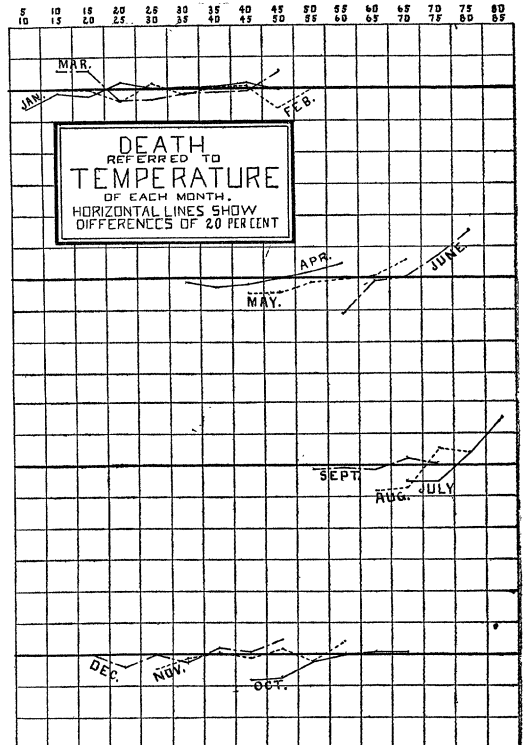 5 10 15 20 25 30 35 40 45 50 55 60 65 70 75 80
10 15 20 25 30 35 40 45 50 55 60 65 70 75 80 85
MAR.
JAN.
FEB.
DEATH
REFERRED TO
TEMPERATURE
OF EACH MONTH.
HORIZONTAL LINES SHOW
DIFFERENCES OF 20 PER CENT
APR.
JUNE.
MAY.
SEPT.
AUG. JULY
DEC.
NOV.
OCT.